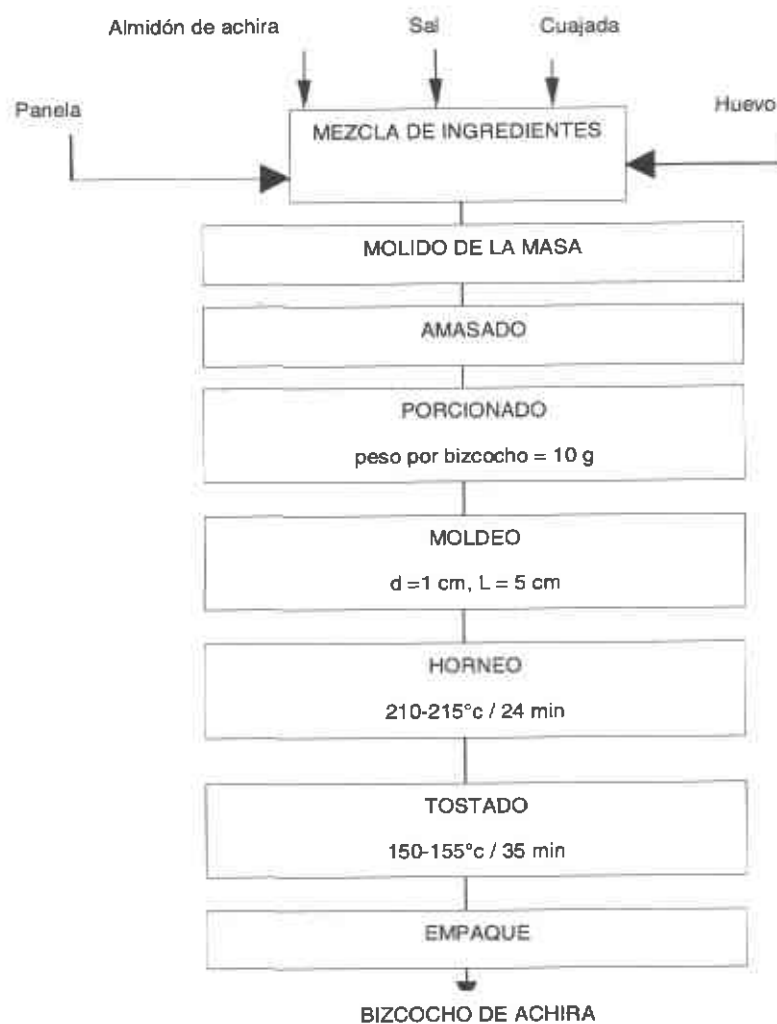 Almidón de achira
Sal
Cuajada
Panela
Huevo
MEZCLA DE INGREDIENTES
MOLIDO DE LA MASA
AMASADO
PORCIONADO
peso por bizcocho = 10 g
MOLDEO
d =1 cm, L = 5 cm
HORNEO
210-215°c / 24 min
TOSTADO
150-155°c / 35 min
EMPAQUE
BIZCOCHO DE ACHIRA